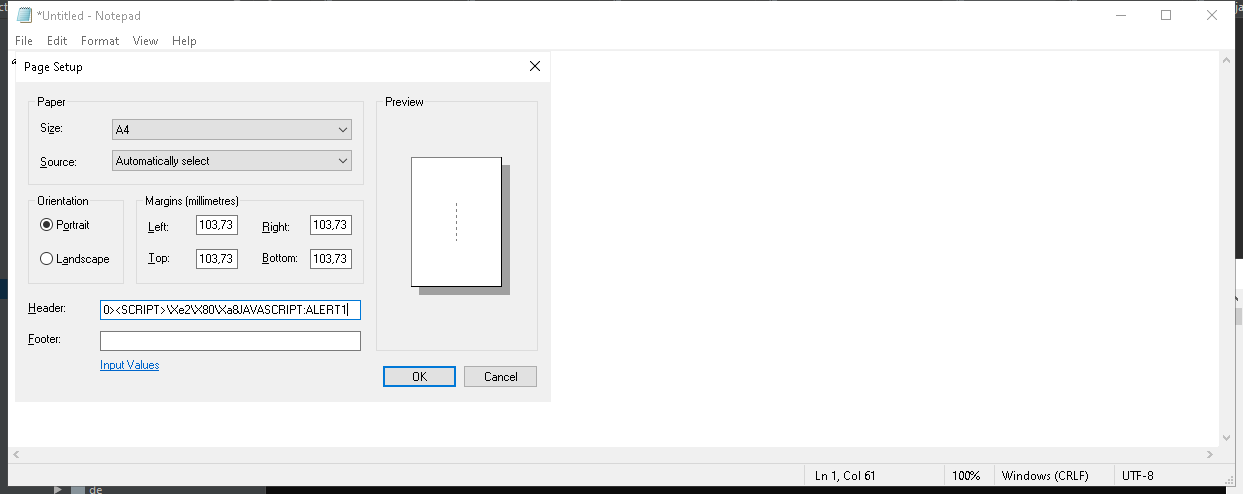 *Untitled - Notepad
File Edit Format View Help
Page Setup
Paper
Size: A4
Source: Automatically select
Preview
Orientation
Portrait
Landscape
Margins (millimetres)
Left: 103,73 Right: 103,73
Top: 103,73 Bottom: 103,73
Header: 0><SCRIPT>\Xe2\X80\Xa8JAVASCRIPT:ALERT1
Footer:
Input Values
OK Cancel
Ln 1, Col 61 100% Windows (CRLF) UTF-8
de